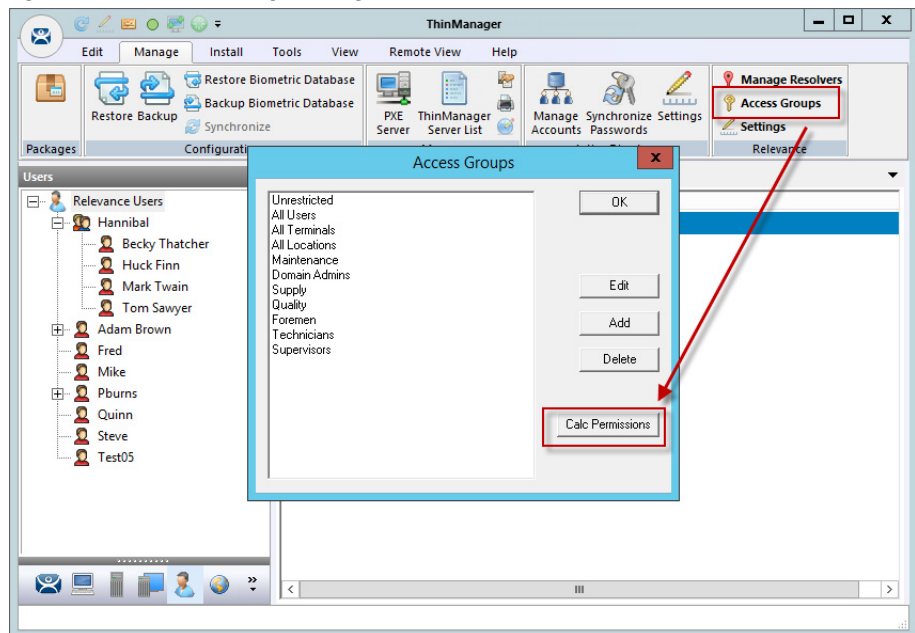 ThinManager
Edit Manage Install Tools View Remote View Help
Restore Backup
Restore Biometric Database
Backup Biometric Database
Synchronize
PXE Server
ThinManager Server List
Manage Accounts
Synchronize Passwords
Settings
Manage Resolvers
Access Groups
Settings
Packages
Relevance
Users
Relevance Users
Hannibal
Becky Thatcher
Huck Finn
Mark Twain
Tom Sawyer
Adam Brown
Fred
Mike
Pburns
Quinn
Steve
Test05
Access Groups
X
Unrestricted
All Users
All Terminals
All Locations
Maintenance
Domain Admins
Supply
Quality
Foremen
Technicians
Supervisors
OK
Edit
Add
Delete
Calc Permissions